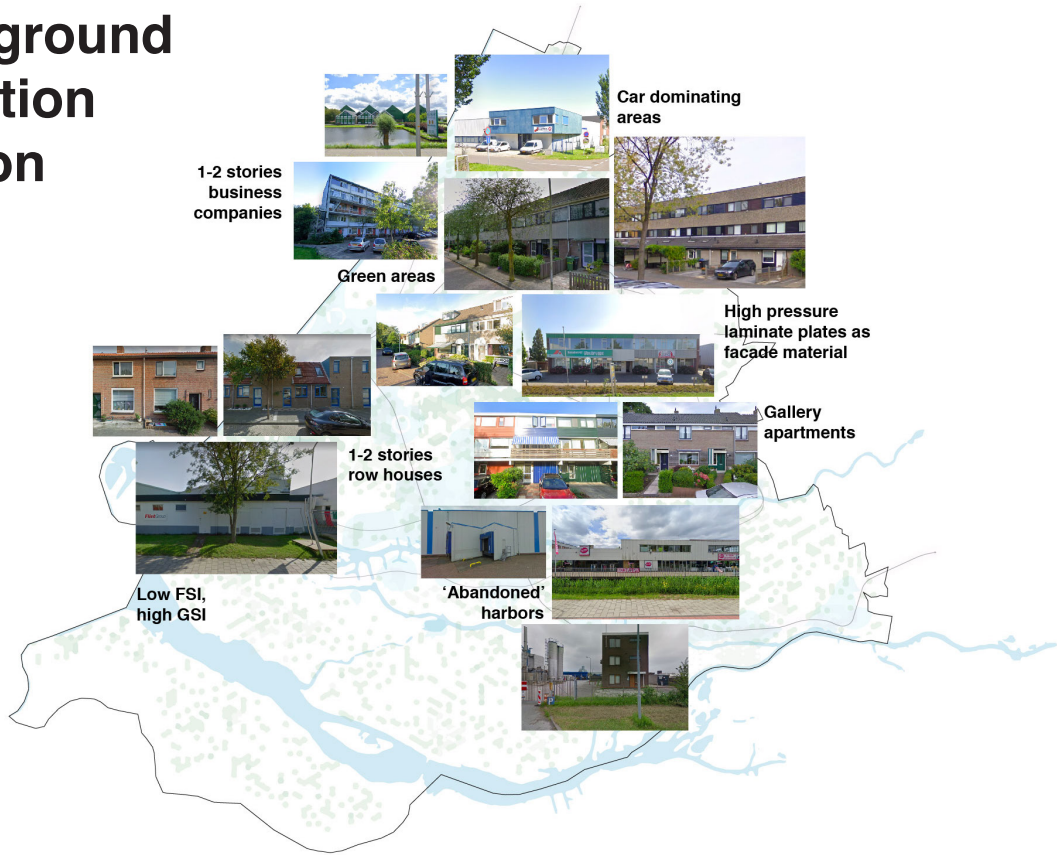 ground
tion
on
Car dominating
areas
1-2 stories
business
companies
Green areas
High pressure
laminate plates as
facade material
Gallery
apartments
1-2 stories
row houses
Low FSI,
high GSI
‘Abandoned’
harbors